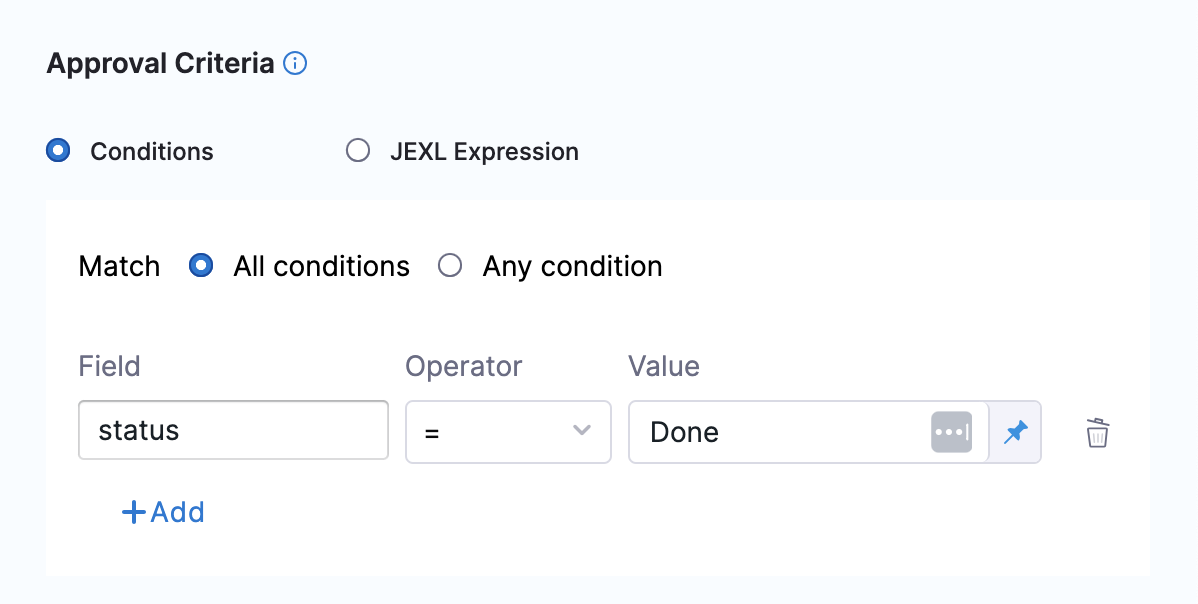 Approval Criteria
Conditions JEXL Expression
Match All conditions Any condition
Field Operator Value
status = Done
+Add